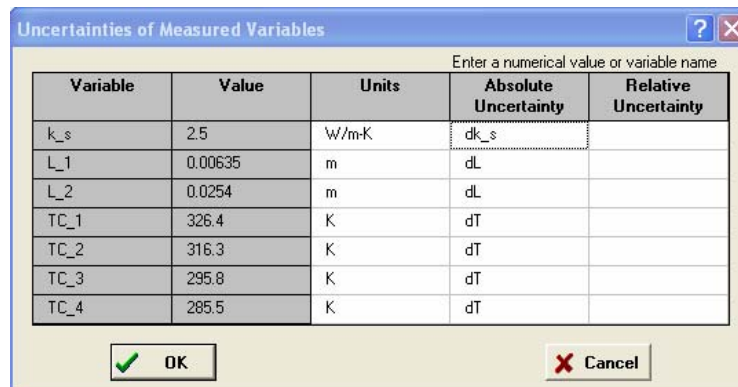 Uncertainties of Measured Variables
Enter a numerical value or variable name
Variable Value Units Absolute Uncertainty Relative Uncertainty
k_s 2.5 W/m-K dk_s
L_1 0.00635 m dL
L_2 0.0254 m dL
TC_1 326.4 K dT
TC_2 316.3 K dT
TC_3 295.8 K dT
TC_4 285.5 K dT
OK Cancel